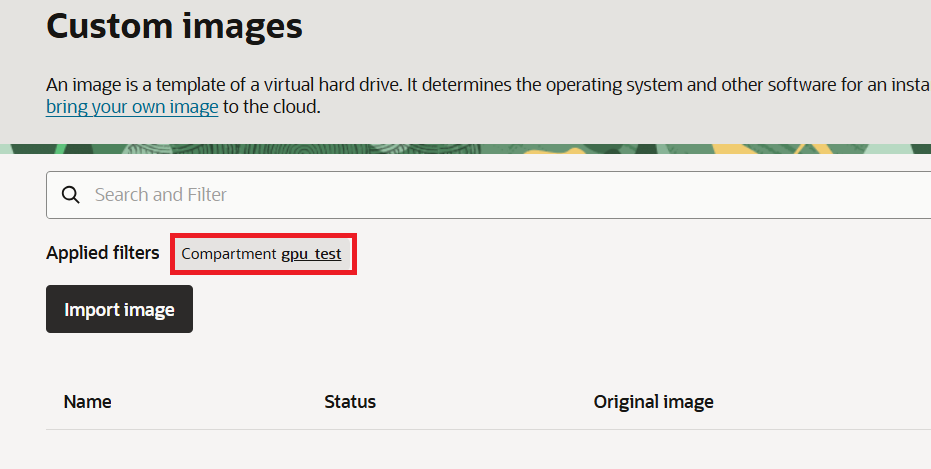 Custom images
An image is a template of a virtual hard drive. It determines the operating system and other software for an insta
bring your own image to the cloud.
Search and Filter
Applied filters Compartment gpu_test
Import image
Name Status Original image